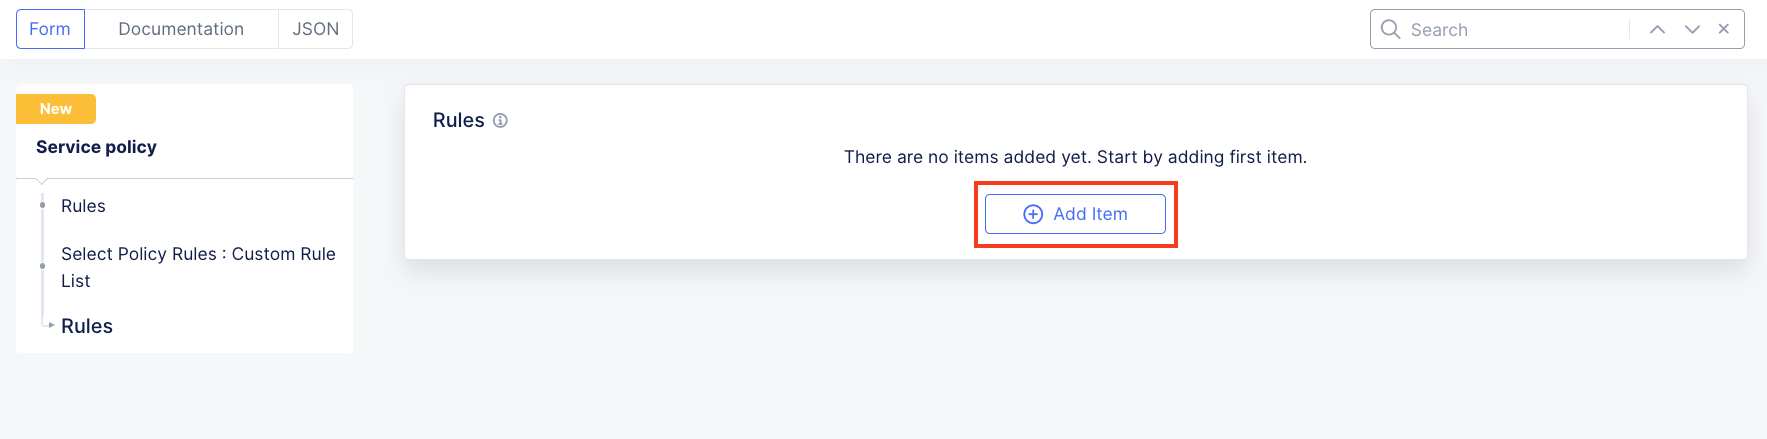 Form
Documentation
JSON
Search
New
Service policy
Rules
Select Policy Rules : Custom Rule
List
Rules
Rules
There are no items added yet. Start by adding first item.
Add Item